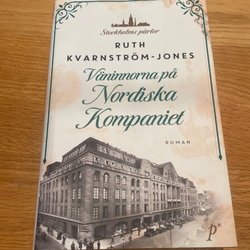 Stockholms pärlor
RUTH
KVARNSTRÖM-JONES
Väninnorna på
Nordiska
Kompaniet
ROMAN
P